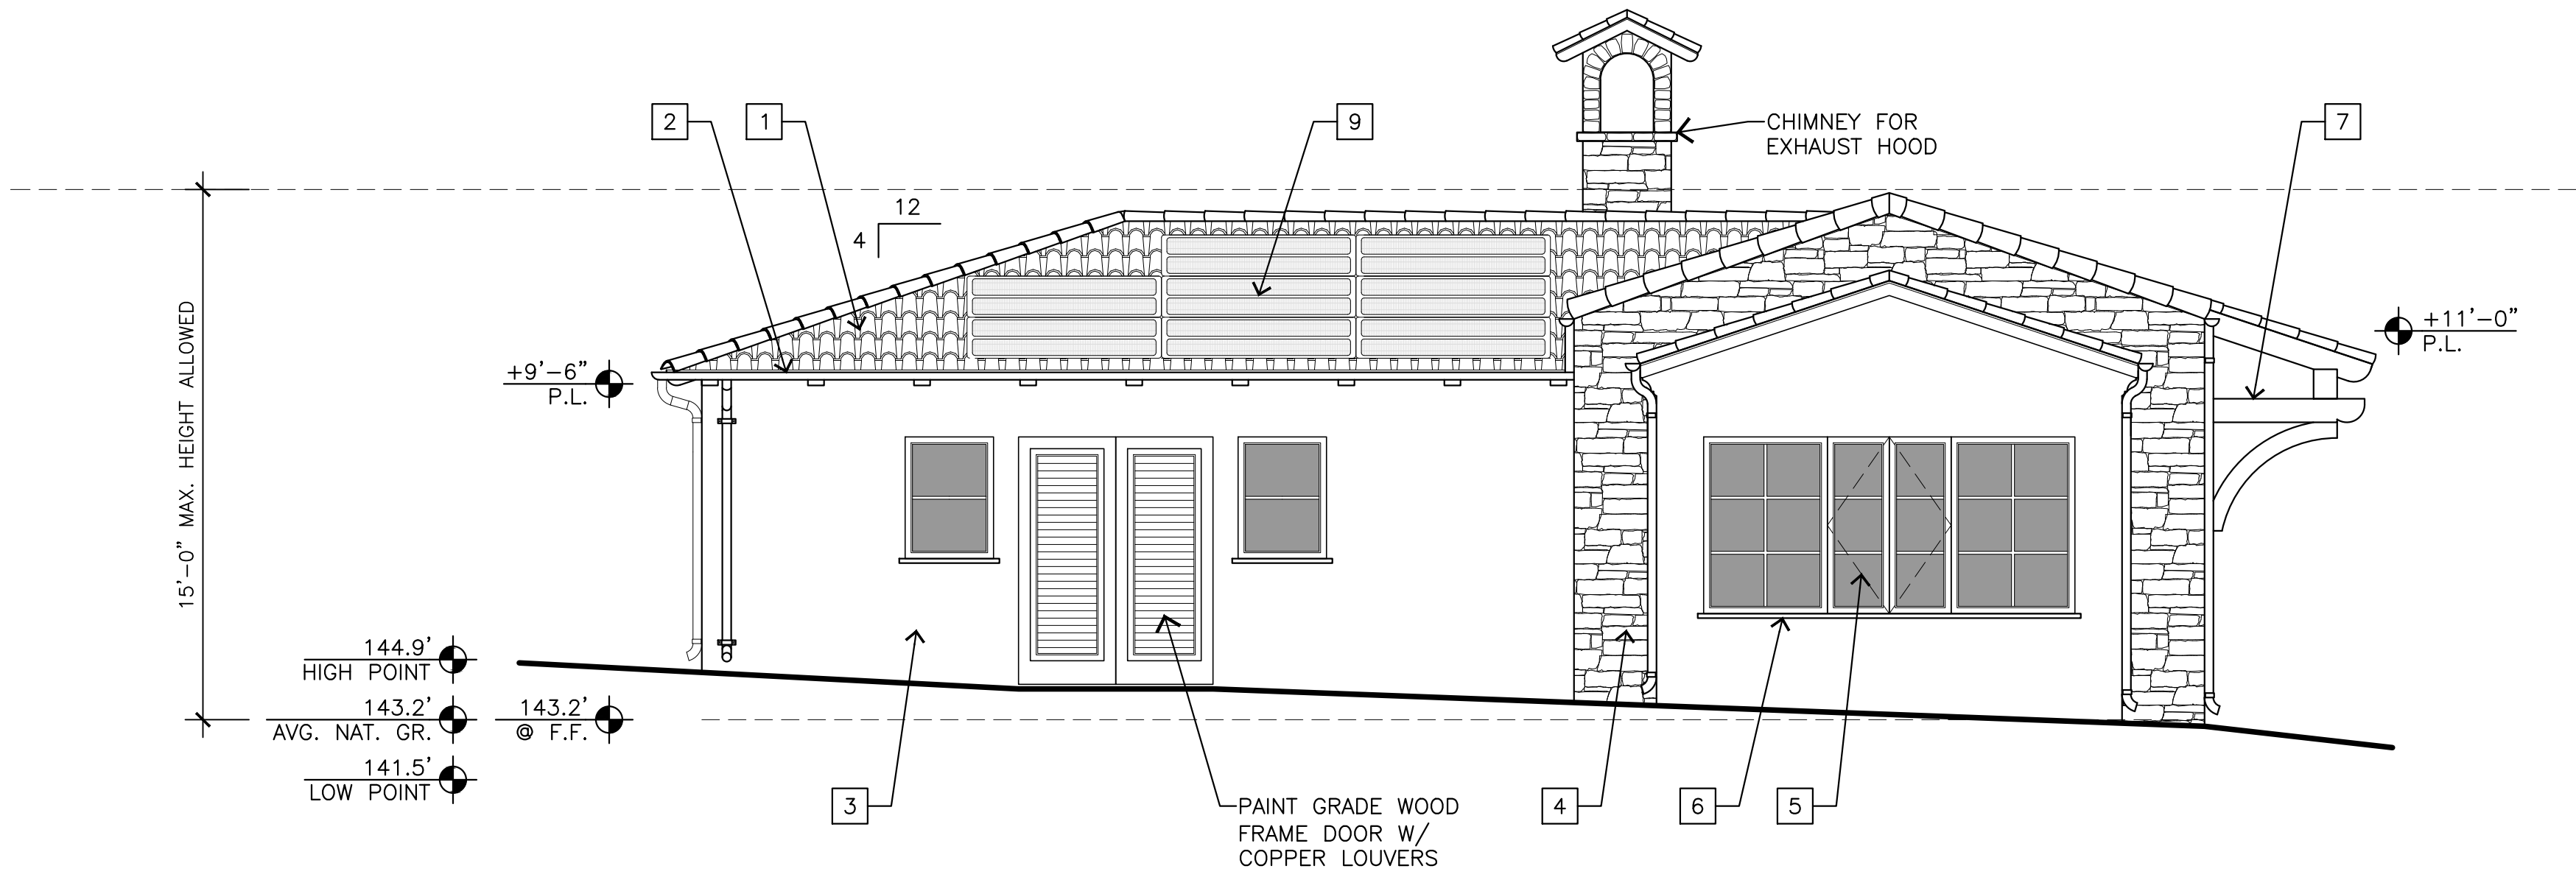 2
1
9
CHIMNEY FOR
EXHAUST HOOD
7
12
4
15'-0" MAX. HEIGHT ALLOWED
+9'-6"
P.L.
+11'-0"
P.L.
144.9'
HIGH POINT
143.2'
AVG. NAT. GR.
143.2'
@ F.F.
141.5'
LOW POINT
3
PAINT GRADE WOOD
FRAME DOOR W/
COPPER LOUVERS
4
6
5